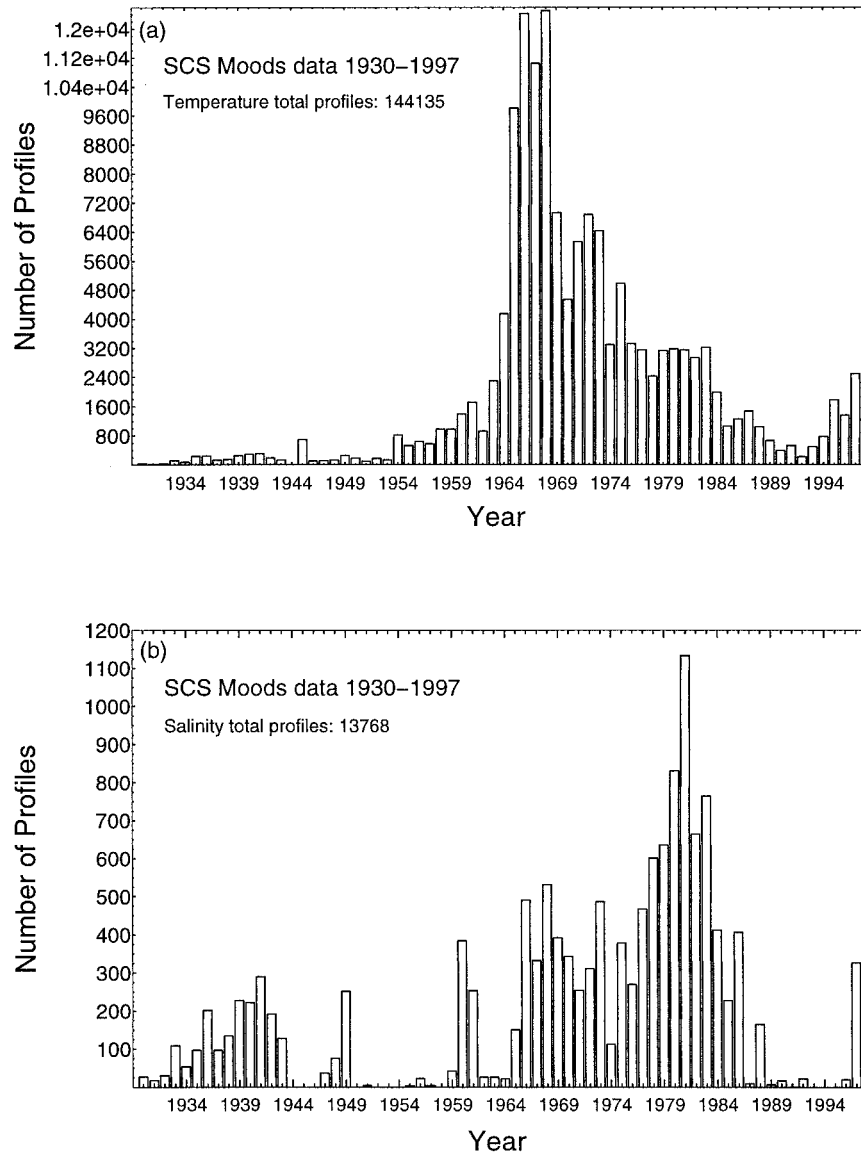 (a)
SCS Moods data 1930–1997
Temperature total profiles: 144135
Number of Profiles
1.2e+04
1.12e+04
1.04e+04
9600
8800
8000
7200
6400
5600
4800
4000
3200
2400
1600
800
1934 1939 1944 1949 1954 1959 1964 1969 1974 1979 1984 1989 1994
Year
(b)
SCS Moods data 1930–1997
Salinity total profiles: 13768
Number of Profiles
1200
1100
1000
900
800
700
600
500
400
300
200
100
1934 1939 1944 1949 1954 1959 1964 1969 1974 1979 1984 1989 1994
Year